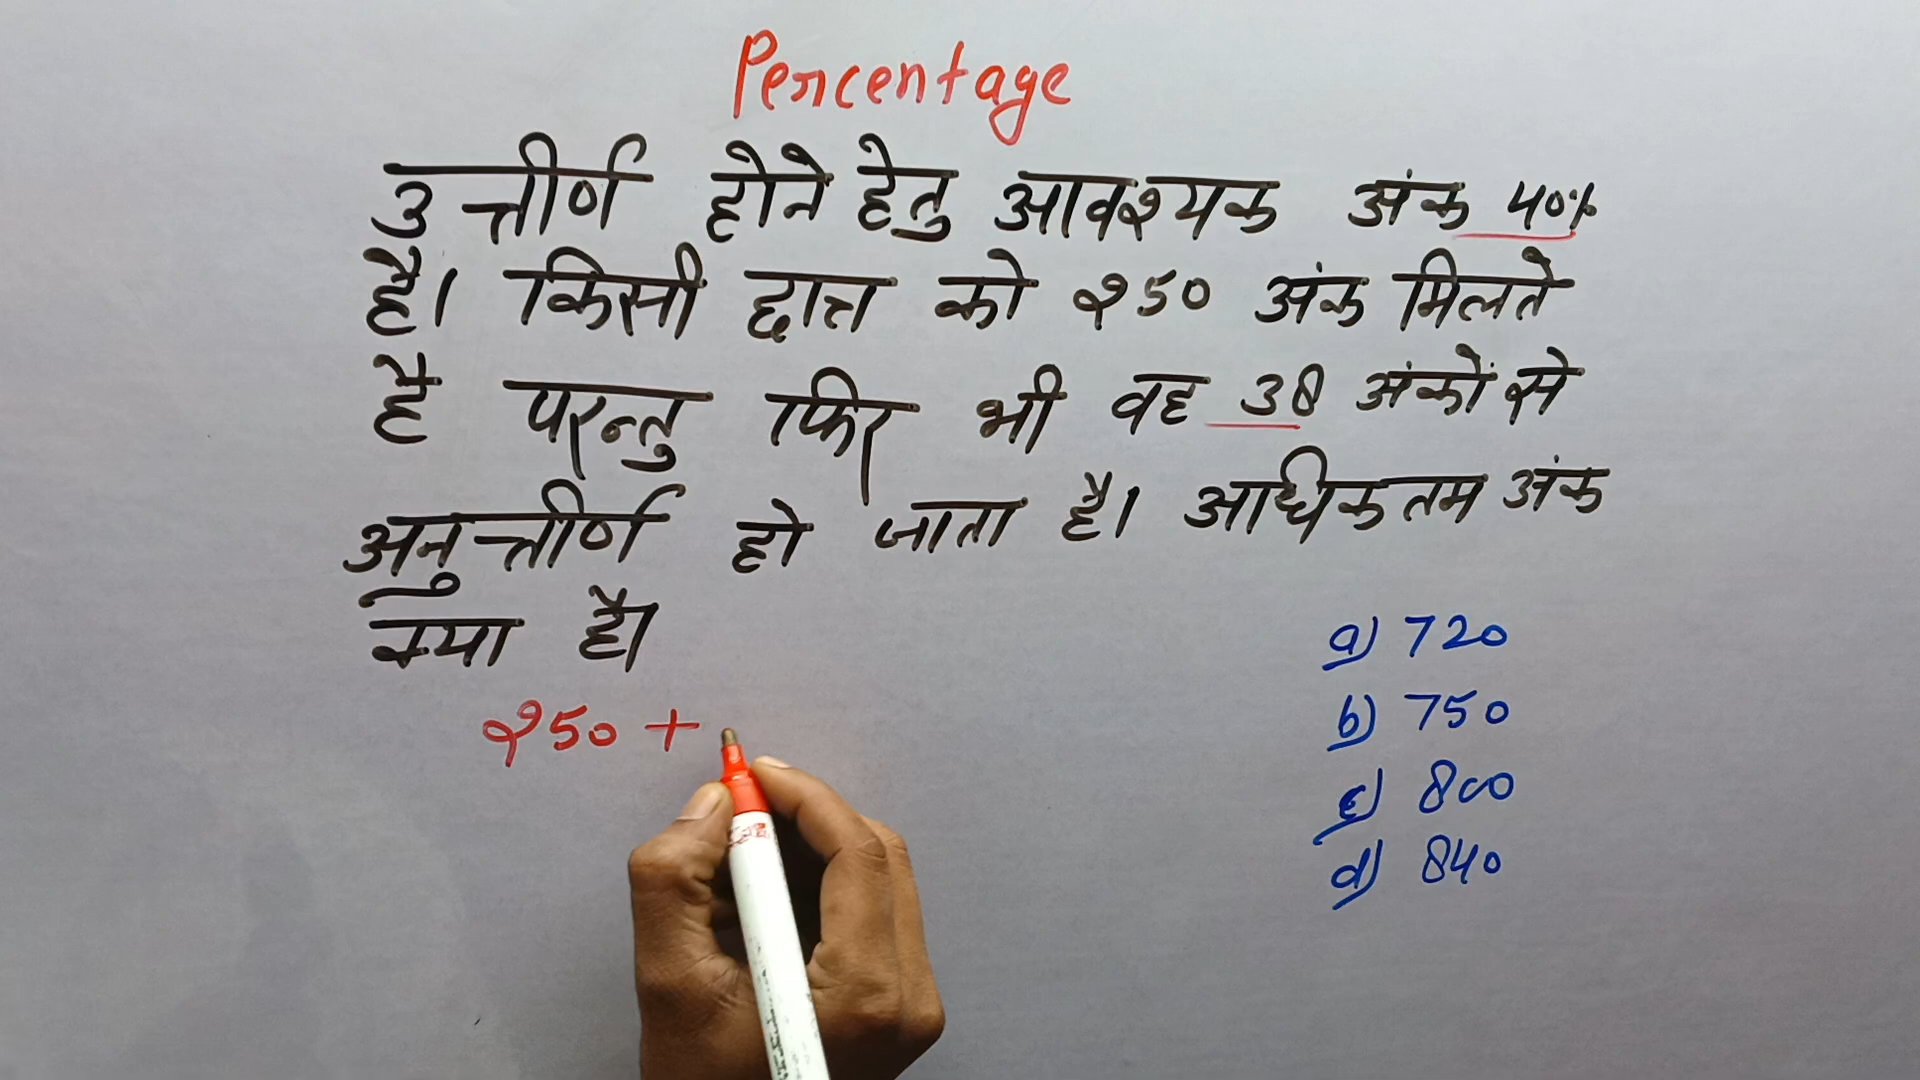 Percentage
उत्तीर्ण होने हेतु आवश्यक अंक 40%
है। किसी छात्र को 250 अंक मिलते
है परन्तु फिर भी वह 38 अंकों से
अनुत्तीर्ण हो जाता है। अधिकतम अंक
क्या है।
250 +
a) 720
b) 750
c) 800
d) 840